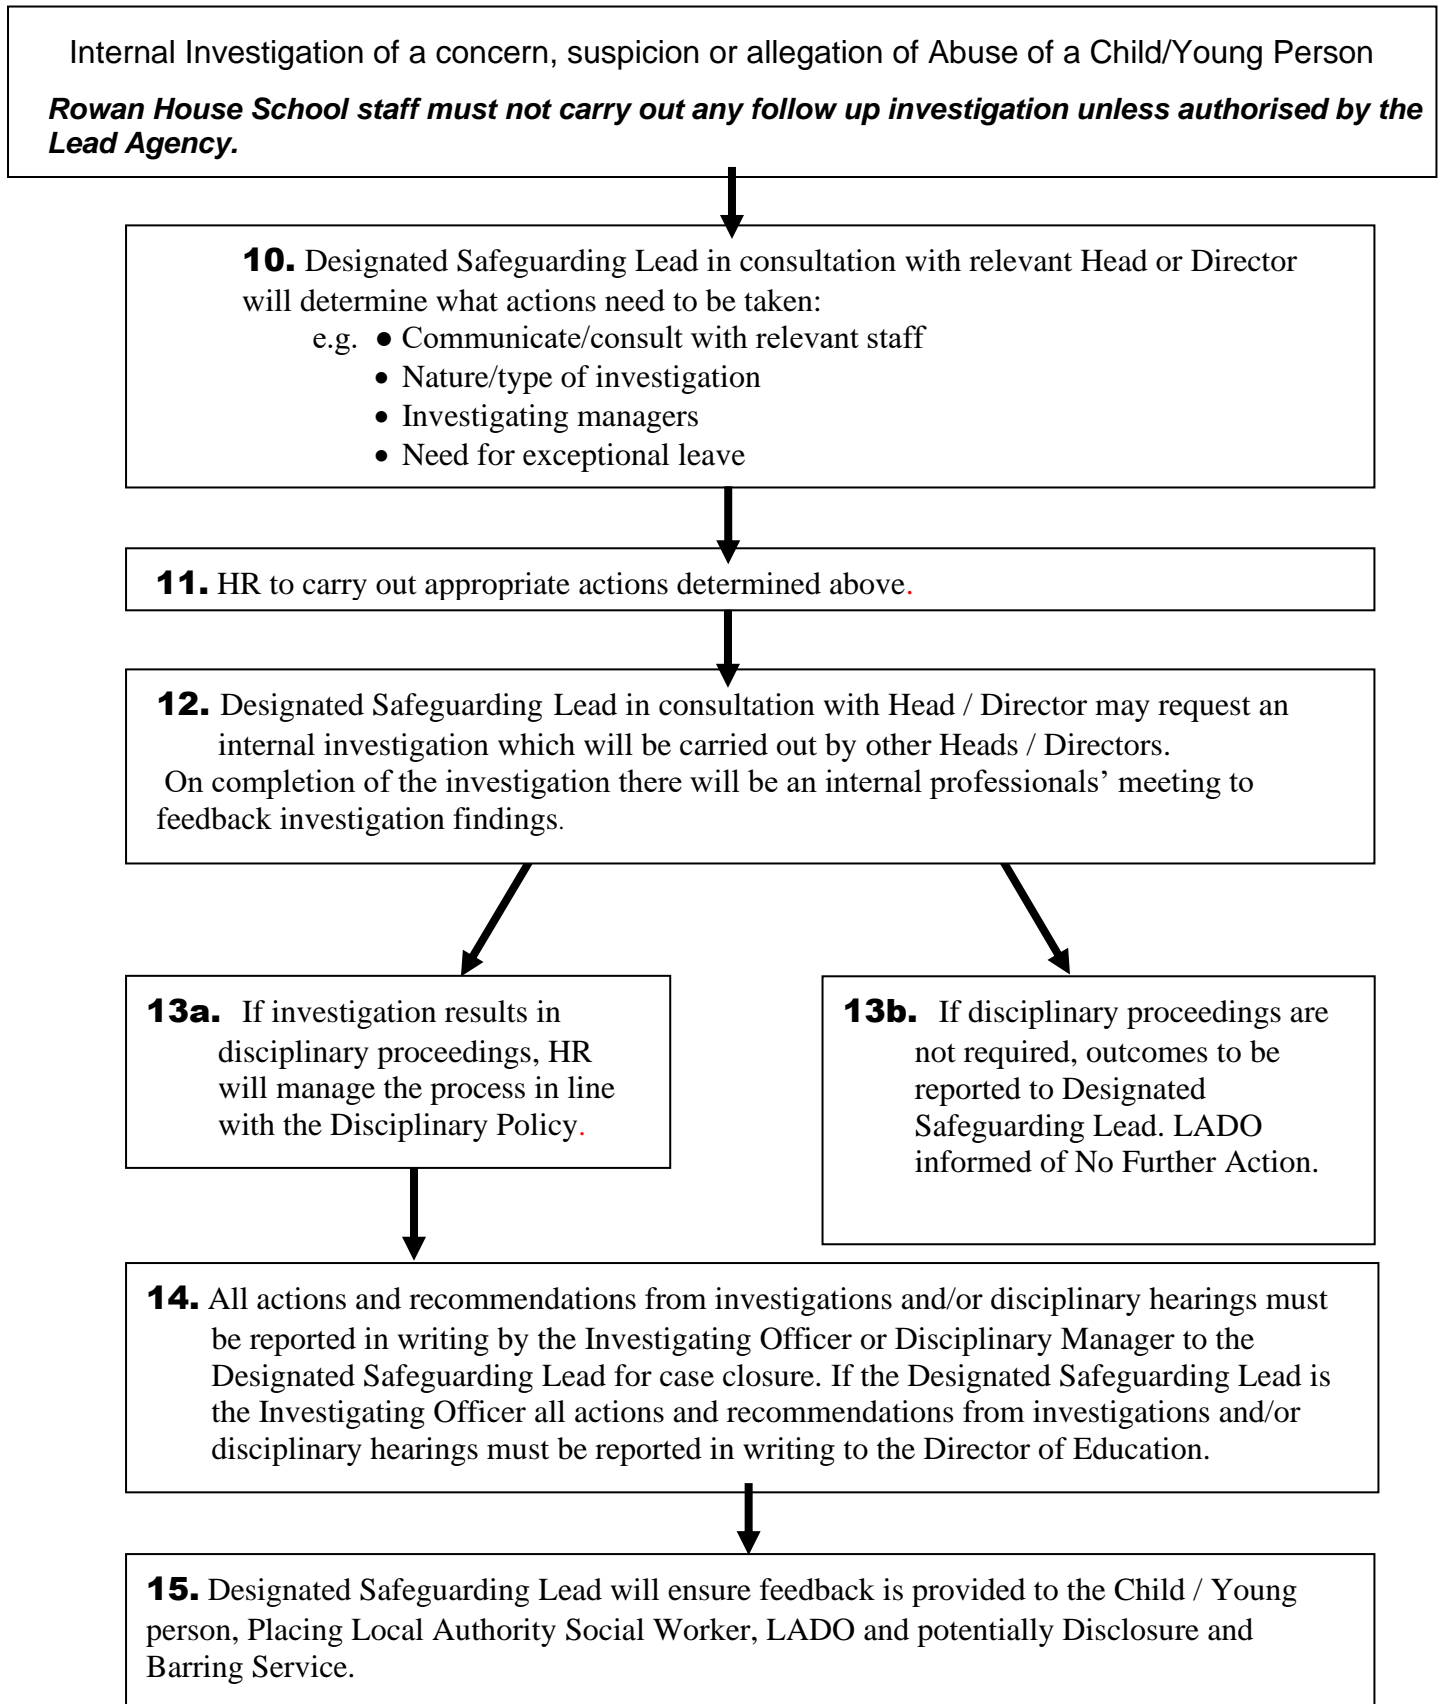 Internal Investigation of a concern, suspicion or allegation of Abuse of a Child/Young Person
Rowan House School staff must not carry out any follow up investigation unless authorised by the
Lead Agency.
10. Designated Safeguarding Lead in consultation with relevant Head or Director
will determine what actions need to be taken:
e.g. ● Communicate/consult with relevant staff
• Nature/type of investigation
• Investigating managers
• Need for exceptional leave
11. HR to carry out appropriate actions determined above.
12. Designated Safeguarding Lead in consultation with Head / Director may request an
internal investigation which will be carried out by other Heads / Directors.
On completion of the investigation there will be an internal professionals’ meeting to
feedback investigation findings.
13a. If investigation results in
disciplinary proceedings, HR
will manage the process in line
with the Disciplinary Policy.
13b. If disciplinary proceedings are
not required, outcomes to be
reported to Designated
Safeguarding Lead. LADO
informed of No Further Action.
14. All actions and recommendations from investigations and/or disciplinary hearings must
be reported in writing by the Investigating Officer or Disciplinary Manager to the
Designated Safeguarding Lead for case closure. If the Designated Safeguarding Lead is
the Investigating Officer all actions and recommendations from investigations and/or
disciplinary hearings must be reported in writing to the Director of Education.
15. Designated Safeguarding Lead will ensure feedback is provided to the Child / Young
person, Placing Local Authority Social Worker, LADO and potentially Disclosure and
Barring Service.